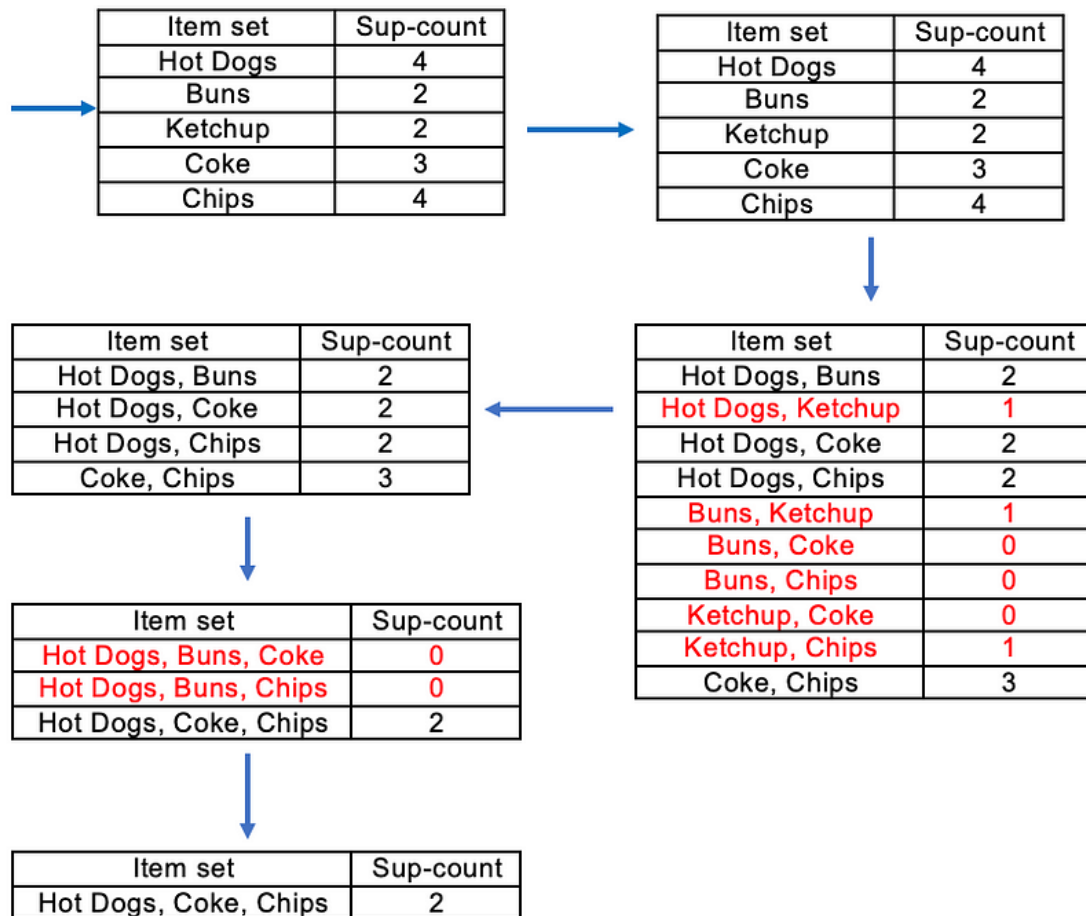 Item set Sup-count
Hot Dogs 4
Buns 2
Ketchup 2
Coke 3
Chips 4
Item set Sup-count
Hot Dogs 4
Buns 2
Ketchup 2
Coke 3
Chips 4
Item set Sup-count
Hot Dogs, Buns 2
Hot Dogs, Ketchup 1
Hot Dogs, Coke 2
Hot Dogs, Chips 2
Buns, Ketchup 1
Buns, Coke 0
Buns, Chips 0
Ketchup, Coke 0
Ketchup, Chips 1
Coke, Chips 3
Item set Sup-count
Hot Dogs, Buns 2
Hot Dogs, Coke 2
Hot Dogs, Chips 2
Coke, Chips 3
Item set Sup-count
Hot Dogs, Buns, Coke 0
Hot Dogs, Buns, Chips 0
Hot Dogs, Coke, Chips 2
Item set Sup-count
Hot Dogs, Coke, Chips 2